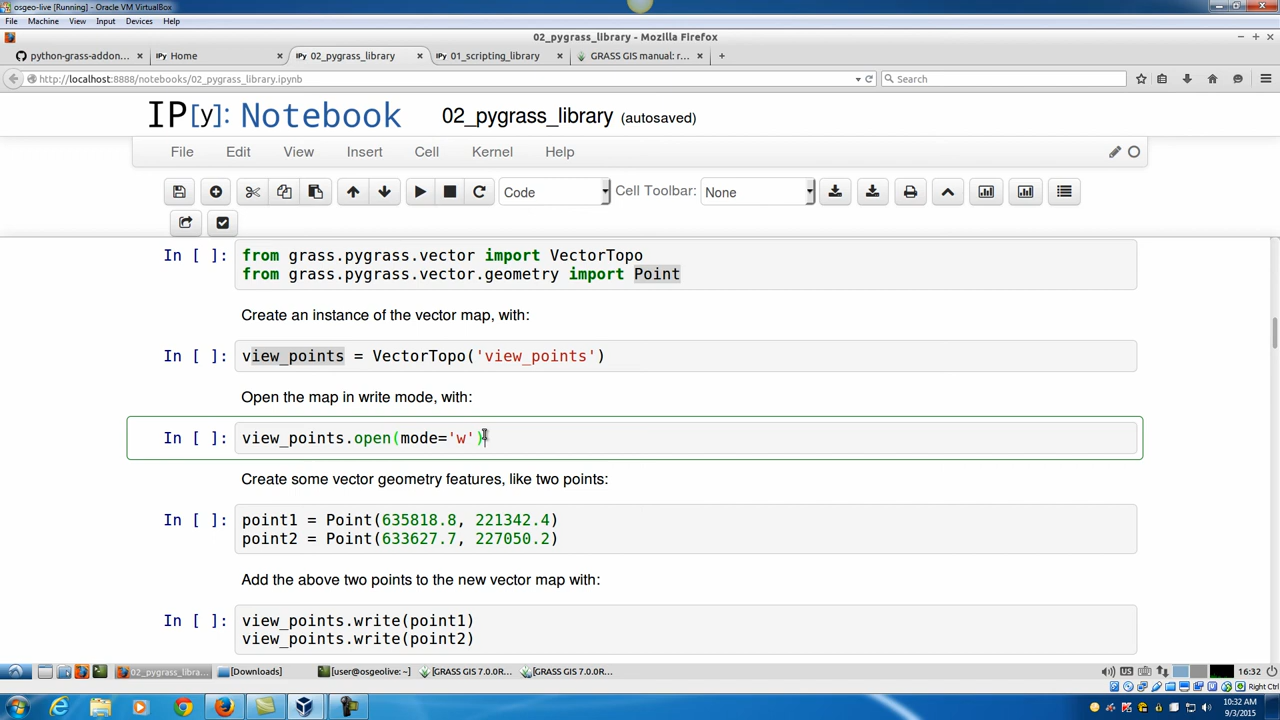 osgeo-live [Running] - Oracle VM VirtualBox
File Machine View Input Devices Help
02_pygrass_library - Mozilla Firefox
python-grass-addon... × IPy Home × IPy 02_pygrass_library × IPy 01_scripting_library × GRASS GIS manual: r... × +
http://localhost:8888/notebooks/02_pygrass_library.ipynb Search
IP[y]: Notebook 02_pygrass_library (autosaved)
File Edit View Insert Cell Kernel Help
Code Cell Toolbar: None
In [ ]: from grass.pygrass.vector import VectorTopo
from grass.pygrass.vector.geometry import Point
Create an instance of the vector map, with:
In [ ]: view_points = VectorTopo('view_points')
Open the map in write mode, with:
In [ ]: view_points.open(mode='w')
Create some vector geometry features, like two points:
In [ ]: point1 = Point(635818.8, 221342.4)
point2 = Point(633627.7, 227050.2)
Add the above two points to the new vector map with:
In [ ]: view_points.write(point1)
view_points.write(point2)
02_pygrass_libra... [Downloads] [user@osgeolive: ~] [GRASS GIS 7.0.0R... [GRASS GIS 7.0.0R... US 16:32
Right Ctrl
10:32 AM
9/3/2015